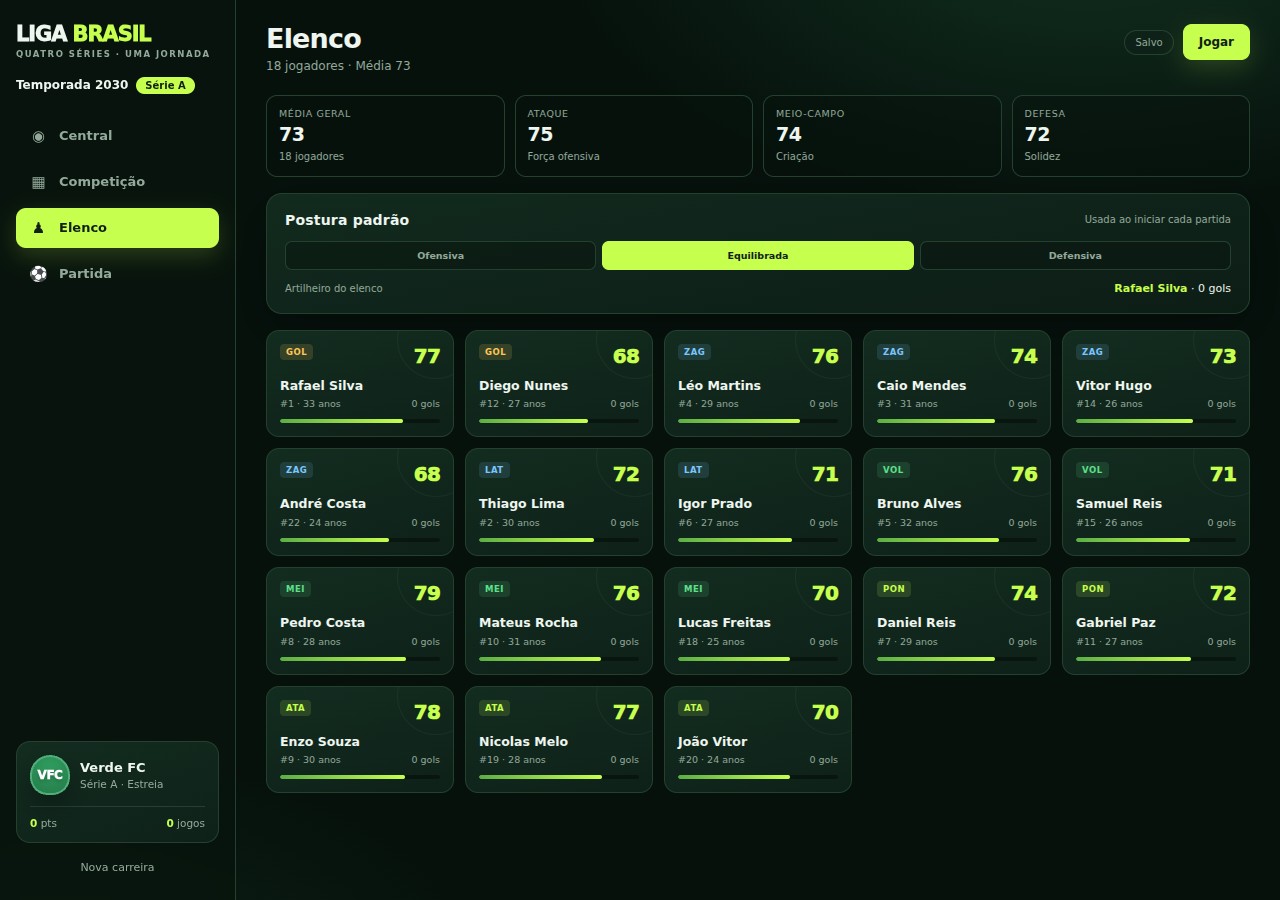 LIGA BRASIL
QUATRO SÉRIES · UMA JORNADA
Temporada 2030 Série A
Central
Competição
Elenco
Partida
VFC
Verde FC
Série A · Estreia
0 pts 0 jogos
Nova carreira
Elenco
18 jogadores · Média 73
Salvo
Jogar
MÉDIA GERAL
73
18 jogadores
ATAQUE
75
Força ofensiva
MEIO-CAMPO
74
Criação
DEFESA
72
Solidez
Postura padrão
Usada ao iniciar cada partida
Ofensiva
Equilibrada
Defensiva
Artilheiro do elenco
Rafael Silva · 0 gols
GOL 77
Rafael Silva
#1 · 33 anos 0 gols
GOL 68
Diego Nunes
#12 · 27 anos 0 gols
ZAG 76
Léo Martins
#4 · 29 anos 0 gols
ZAG 74
Caio Mendes
#3 · 31 anos 0 gols
ZAG 73
Vitor Hugo
#14 · 26 anos 0 gols
ZAG 68
André Costa
#22 · 24 anos 0 gols
LAT 72
Thiago Lima
#2 · 30 anos 0 gols
LAT 71
Igor Prado
#6 · 27 anos 0 gols
VOL 76
Bruno Alves
#5 · 32 anos 0 gols
VOL 71
Samuel Reis
#15 · 26 anos 0 gols
MEI 79
Pedro Costa
#8 · 28 anos 0 gols
MEI 76
Mateus Rocha
#10 · 31 anos 0 gols
MEI 70
Lucas Freitas
#18 · 25 anos 0 gols
PON 74
Daniel Reis
#7 · 29 anos 0 gols
PON 72
Gabriel Paz
#11 · 27 anos 0 gols
ATA 78
Enzo Souza
#9 · 30 anos 0 gols
ATA 77
Nicolas Melo
#19 · 28 anos 0 gols
ATA 70
João Vitor
#20 · 24 anos 0 gols